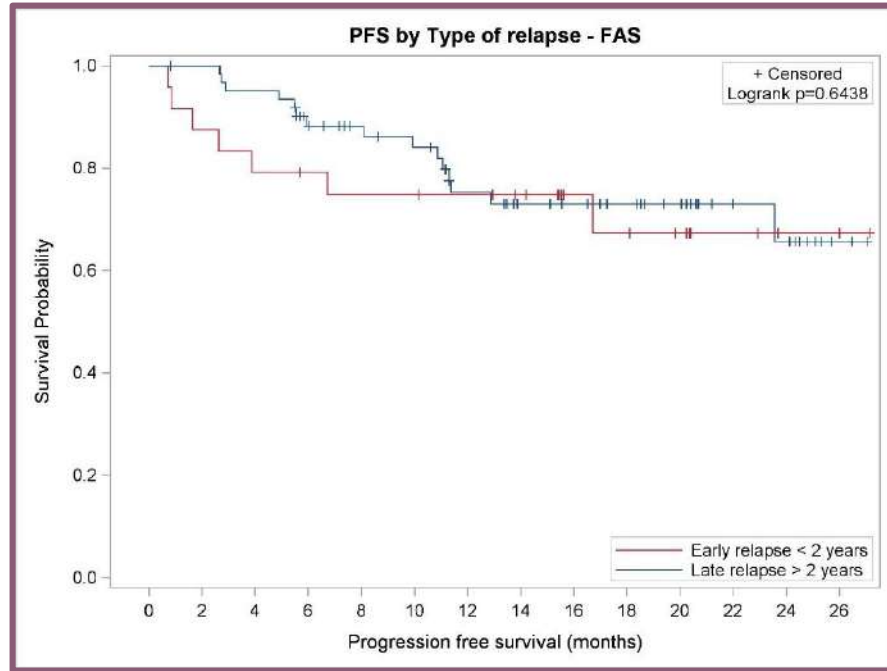 PFS by Type of relapse - FAS
+ Censored
Logrank p=0.6438
1.0
0.8
0.6
0.4
0.2
0.0
Survival Probability
Early relapse < 2 years
Late relapse > 2 years
0 2 4 6 8 10 12 14 16 18 20 22 24 26
Progression free survival (months)